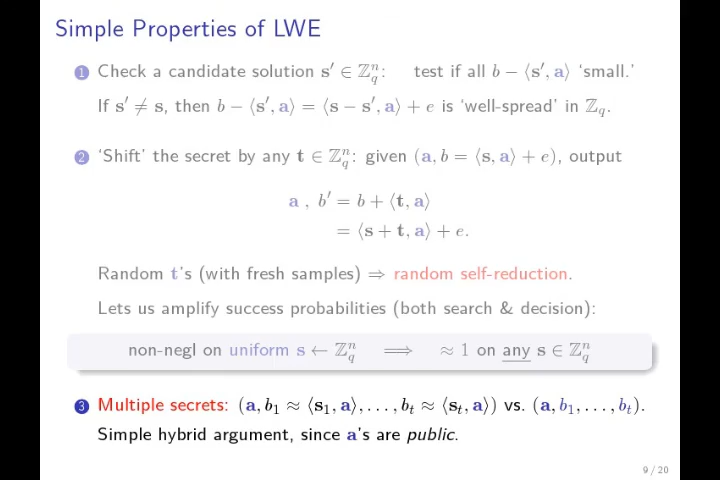 Simple Properties of LWE
1 Check a candidate solution s′ ∈ ℤ_q^n: test if all b − ⟨s′, a⟩ ‘small.’
If s′ ≠ s, then b − ⟨s′, a⟩ = ⟨s − s′, a⟩ + e is ‘well-spread’ in ℤ_q.
2 ‘Shift’ the secret by any t ∈ ℤ_q^n: given (a, b = ⟨s, a⟩ + e), output
a , b′ = b + ⟨t, a⟩
= ⟨s + t, a⟩ + e.
Random t’s (with fresh samples) ⇒ random self-reduction.
Lets us amplify success probabilities (both search & decision):
non-negl on uniform s ← ℤ_q^n ⟹ ≈ 1 on any s ∈ ℤ_q^n
3 Multiple secrets: (a, b₁ ≈ ⟨s₁, a⟩, . . . , b_t ≈ ⟨s_t, a⟩) vs. (a, b₁, . . . , b_t).
Simple hybrid argument, since a’s are public.
9 / 20